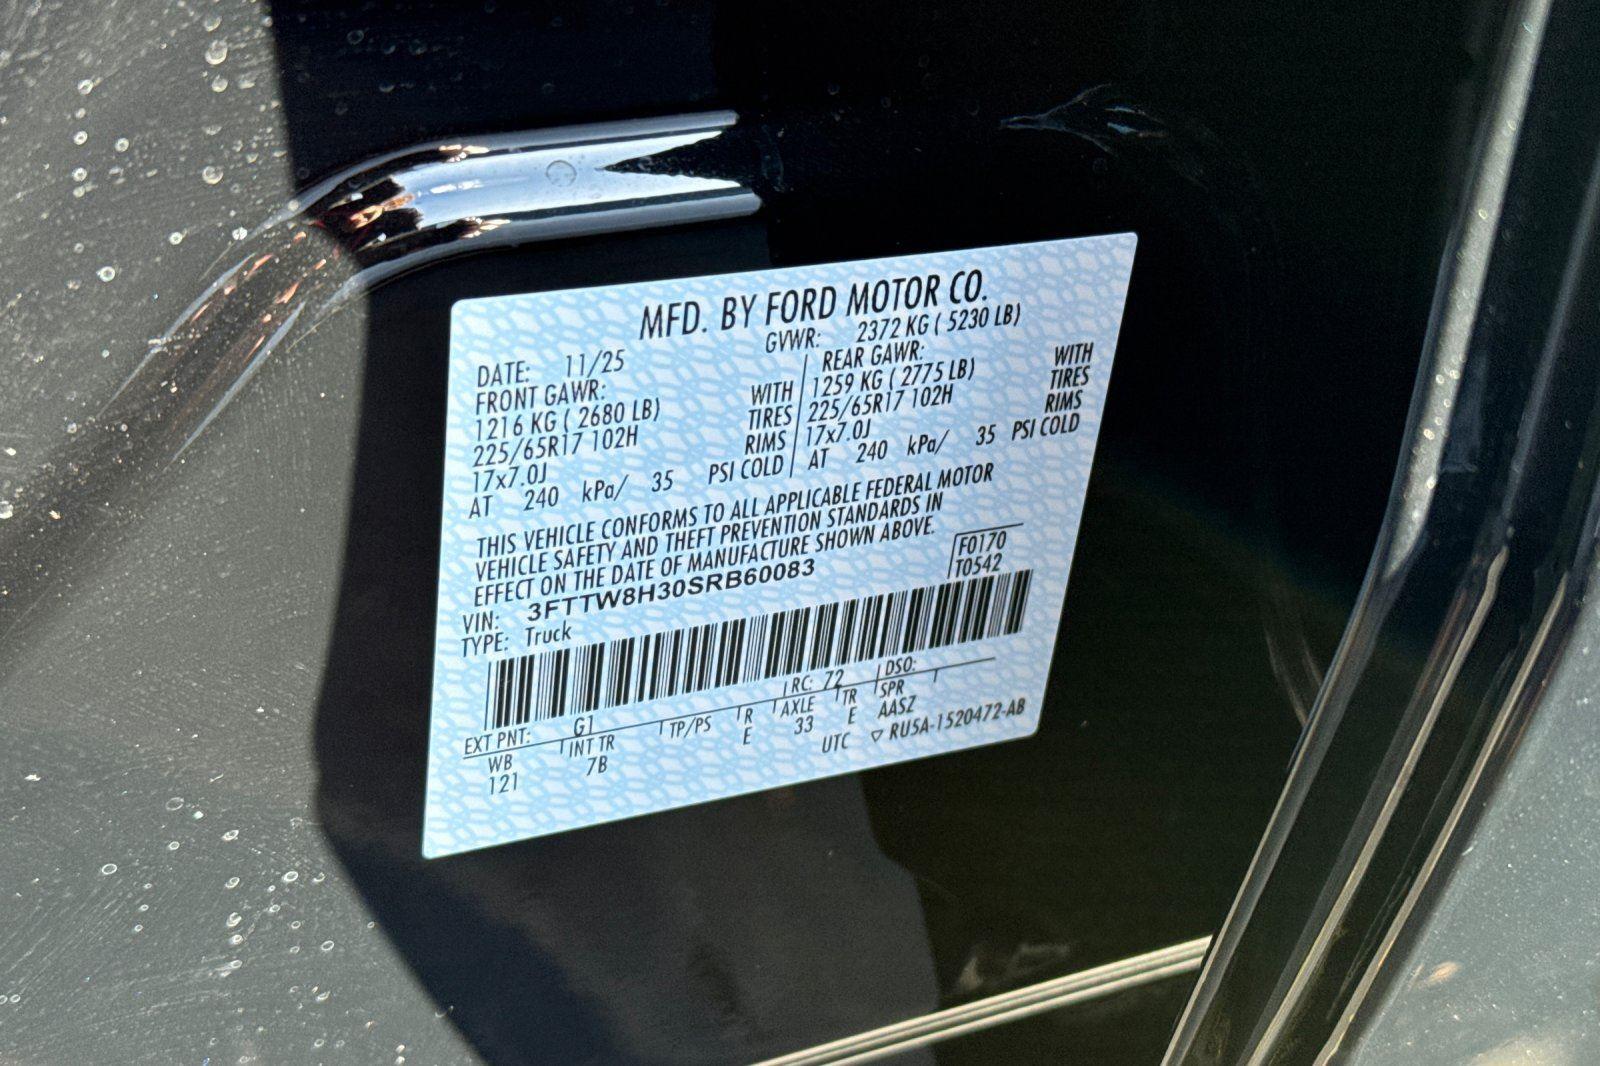 MFD. BY FORD MOTOR CO.
DATE: 11/25 GVWR: 2372 KG ( 5230 LB)
FRONT GAWR: REAR GAWR:
1216 KG ( 2680 LB) WITH 1259 KG ( 2775 LB) WITH
225/65R17 102H TIRES 225/65R17 102H TIRES
17x7.0J RIMS 17x7.0J RIMS
AT 240 kPa/ 35 PSI COLD AT 240 kPa/ 35 PSI COLD
THIS VEHICLE CONFORMS TO ALL APPLICABLE FEDERAL MOTOR
VEHICLE SAFETY AND THEFT PREVENTION STANDARDS IN
EFFECT ON THE DATE OF MANUFACTURE SHOWN ABOVE.
VIN: 3FTTW8H30SRB60083 F0170
TYPE: Truck T0542
EXT PNT: G1 RC: 72 DSO:
WB INT TR TP/PS R AXLE TR SPR
121 7B E 33 E AASZ
UTC ▽ RU5A-1520472-AB